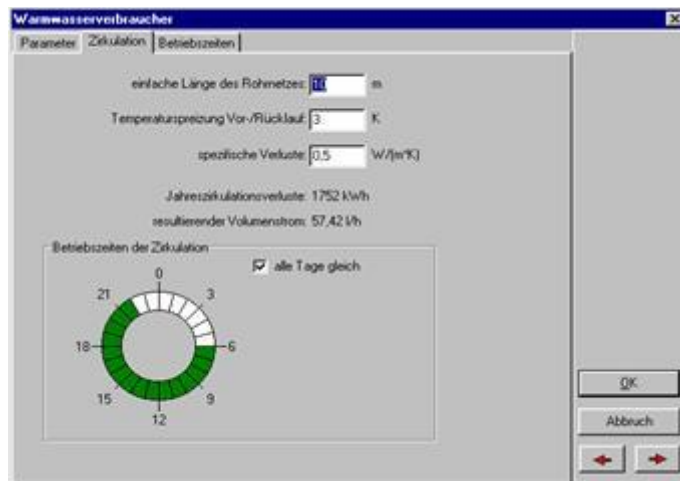 Warmwasserverbraucher
Parameter Zirkulation Betriebszeiten
einfache Länge des Rohrnetzes: 10 m
Temperaturspreizung Vor-/Rücklauf: 3 K
spezifische Verluste: 0,5 W/(m*K)
Jahreszirkulationsverluste: 1752 kWh
resultierender Volumenstrom: 57,42 l/h
Betriebszeiten der Zirkulation
alle Tage gleich
0
21 3
18 6
15 9
12
OK
Abbruch